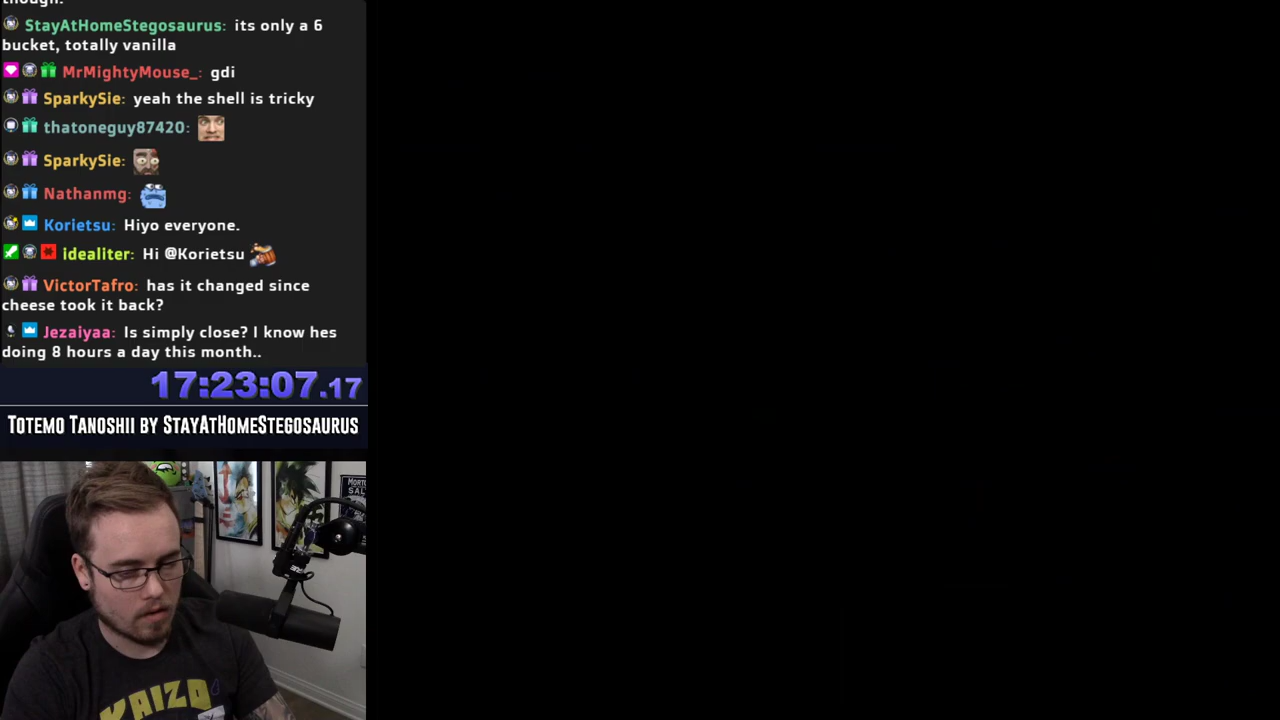 StayAtHomeStegosaurus: its only a 6
bucket, totally vanilla
MrMightyMouse_: gdi
SparkySie: yeah the shell is tricky
thatoneguy87420:
SparkySie:
Nathanmg:
Korietsu: Hiyo everyone.
idealiter: Hi @Korietsu
VictorTafro: has it changed since
cheese took it back?
Jezaiyaa: Is simply close? I know hes
doing 8 hours a day this month..
17:23:07.17
TOTEMO TANOSHII BY STAYATHOMESTEGOSAURUS
KAIZO